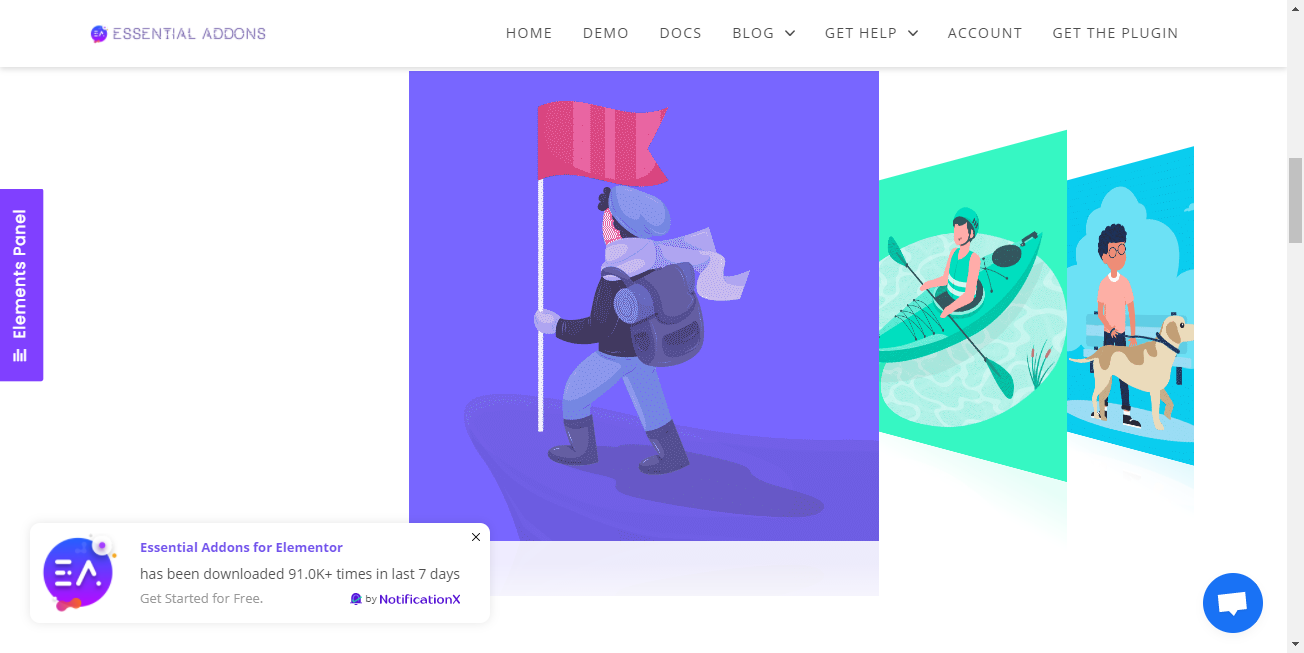 ESSENTIAL ADDONS
HOME DEMO DOCS BLOG GET HELP ACCOUNT GET THE PLUGIN
Elements Panel
EA
Essential Addons for Elementor
has been downloaded 91.0K+ times in last 7 days
Get Started for Free.
by NotificationX